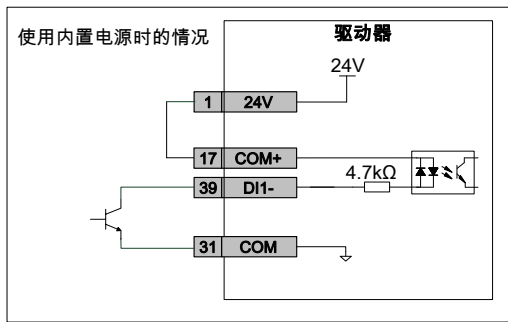 使用内置电源时的情况
驱动器
24V
1 24V
17 COM+
4.7kΩ
39 DI1-
31 COM